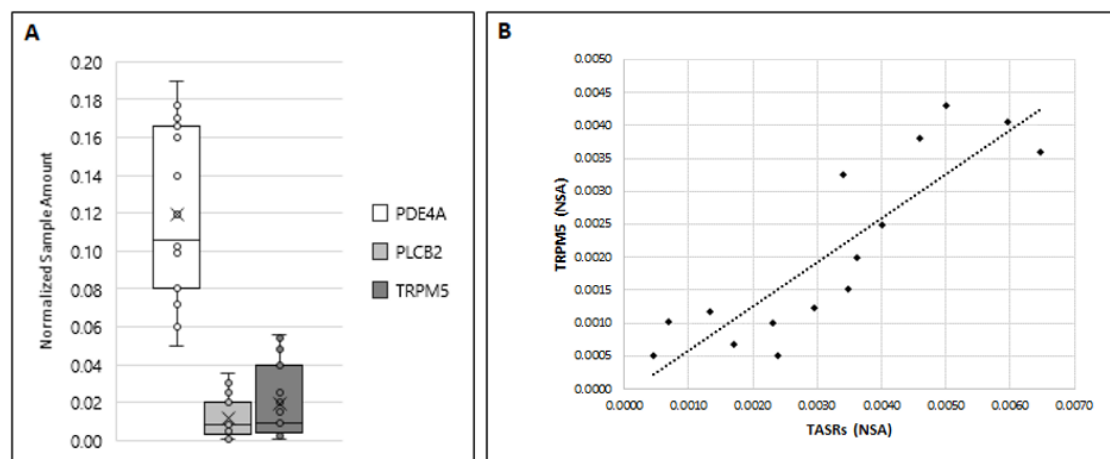 A
0.20
0.18
0.16
0.14
0.12
0.10
0.08
0.06
0.04
0.02
0.00
Normalized Sample Amount
PDE4A
PLCB2
TRPM5
B
0.0050
0.0045
0.0040
0.0035
0.0030
0.0025
0.0020
0.0015
0.0010
0.0005
0.0000
TRPM5 (NSA)
0.0000 0.0010 0.0020 0.0030 0.0040 0.0050 0.0060 0.0070
TASRs (NSA)